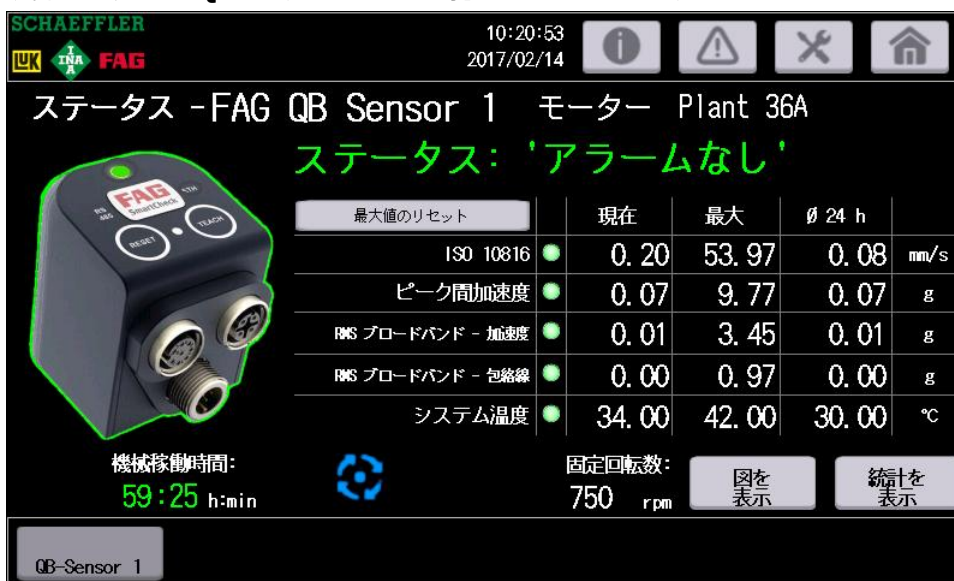 SCHAEFFLER
LUK INA FAG
10:20:53
2017/02/14
ステータス -FAG QB Sensor 1 モーター Plant 36A
ステータス: 'アラームなし'
FAG
SmartCheck
RS 485
ETH
RESET
TEACH
最大値のリセット 現在 最大 Ø 24 h
ISO 10816 0.20 53.97 0.08 mm/s
ピーク間加速度 0.07 9.77 0.07 g
RMS ブロードバンド - 加速度 0.01 3.45 0.01 g
RMS ブロードバンド - 包絡線 0.00 0.97 0.00 g
システム温度 34.00 42.00 30.00 °C
機械稼働時間:
59:25 h:min
固定回転数:
750 rpm
図を
表示
統計を
表示
QB-Sensor 1